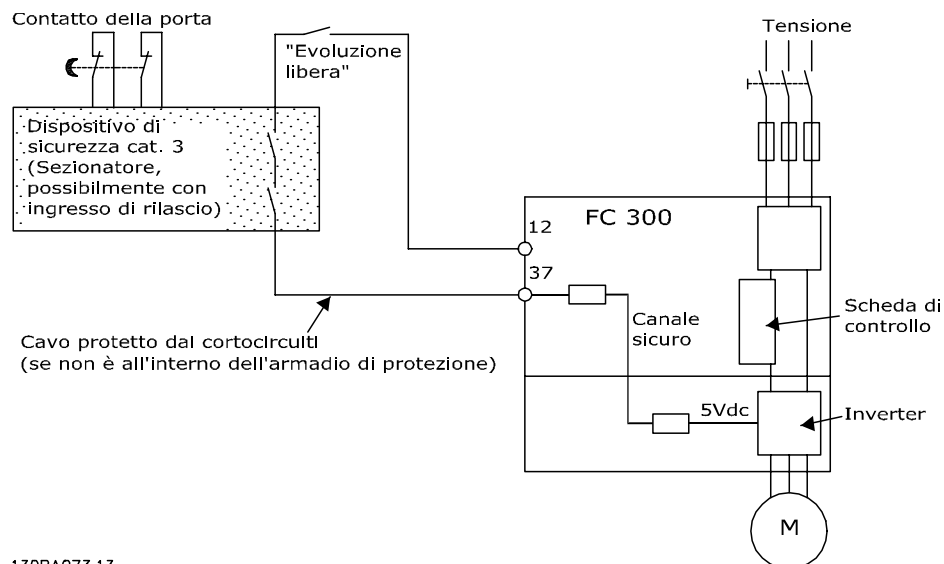 Contatto della porta
Tensione
"Evoluzione
libera"
Dispositivo di
sicurezza cat. 3
(Sezionatore,
possibilmente con
ingresso di rilascio)
FC 300
12
37
Canale
sicuro
Scheda di
controllo
Cavo protetto dai cortocircuiti
(se non è all'interno dell'armadio di protezione)
5Vdc
Inverter
M